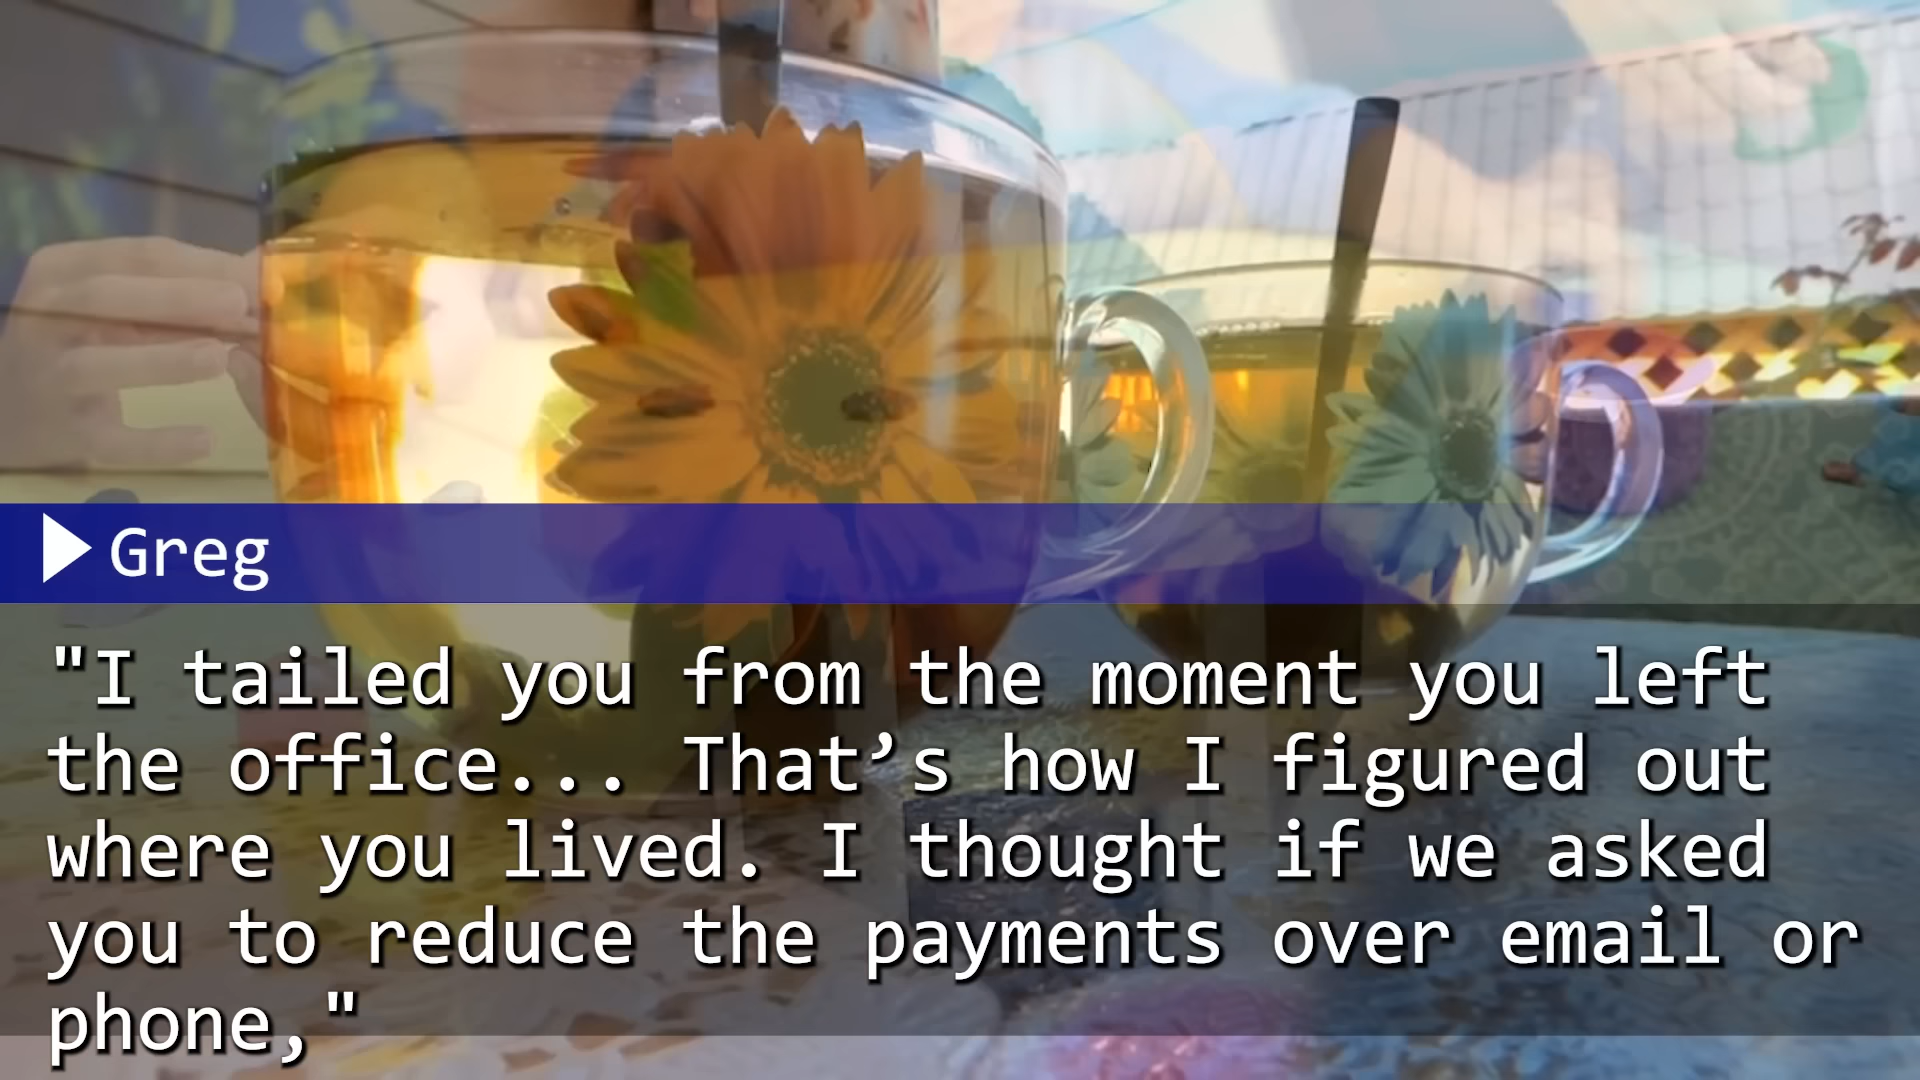 Greg
"I tailed you from the moment you left
the office... That’s how I figured out
where you lived. I thought if we asked
you to reduce the payments over email or
phone,"